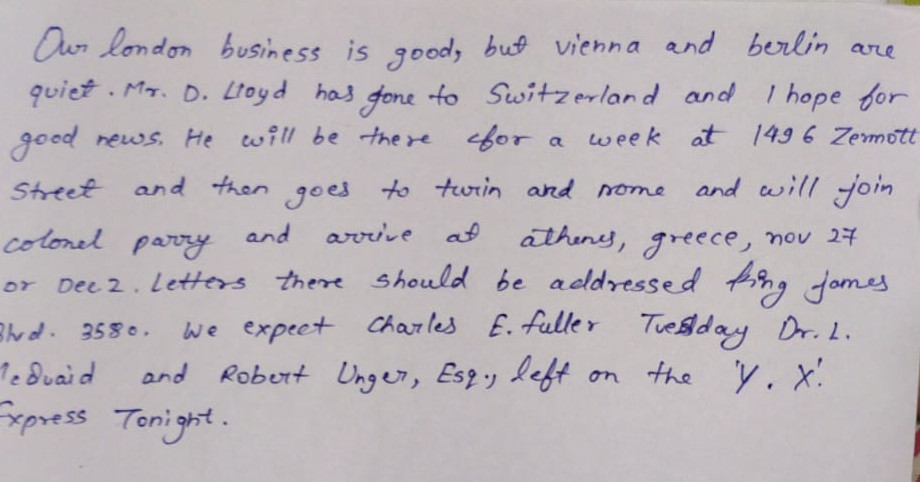 Our london business is good, but vienna and berlin are
quiet. Mr. D. Lloyd has gone to Switzerland and I hope for
good news. He will be there for a week at 1496 Zermott
Street and then goes to turin and rome and will join
colonel parry and arrive at athens, greece, nov 27
or Dec 2. Letters there should be addressed king james
Blvd. 3580. We expect Charles E. fuller Tuesday Dr. L.
McQuaid and Robert Unger, Esq., left on the 'Y. X'.
Express Tonight.